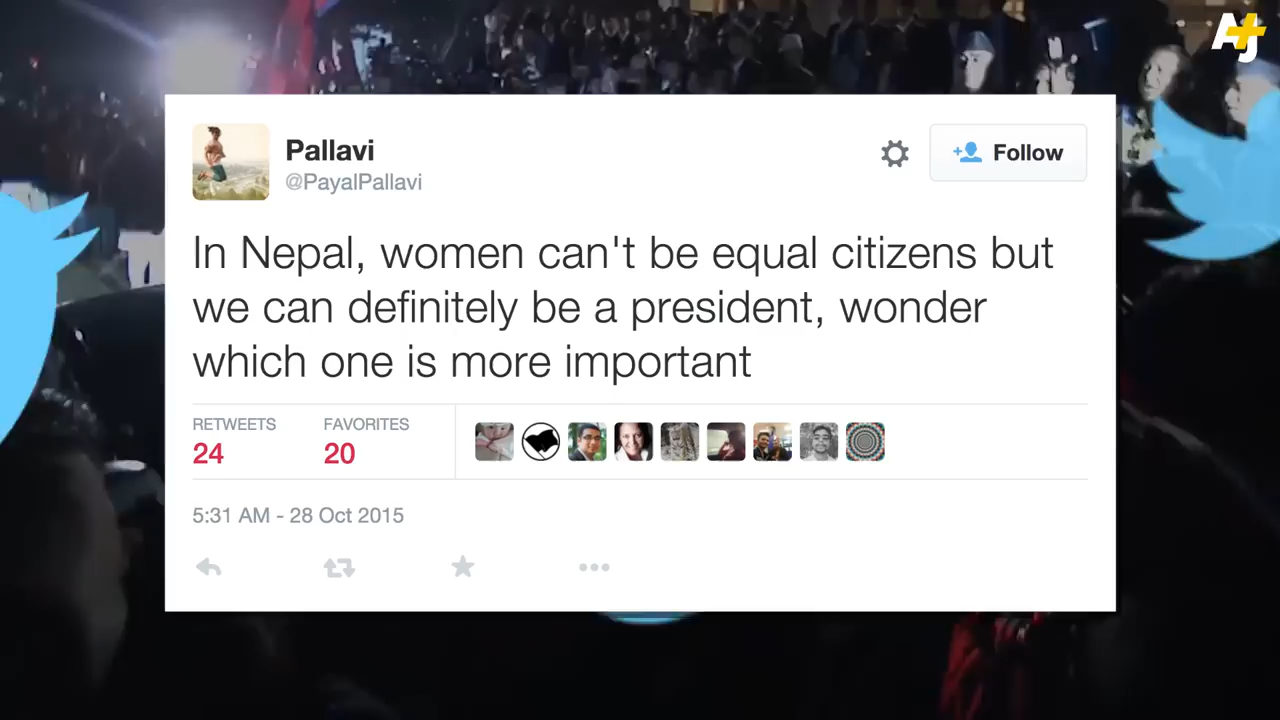 AJ+
Pallavi
@PayalPallavi
Follow
In Nepal, women can't be equal citizens but
we can definitely be a president, wonder
which one is more important
RETWEETS FAVORITES
24 20
5:31 AM - 28 Oct 2015